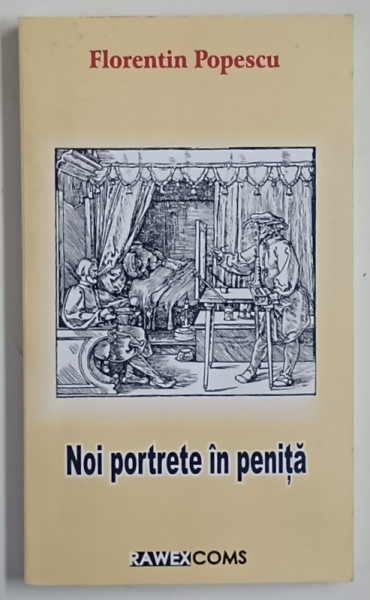 Florentin Popescu
Noi portrete în peniță
RAWEXCOMS